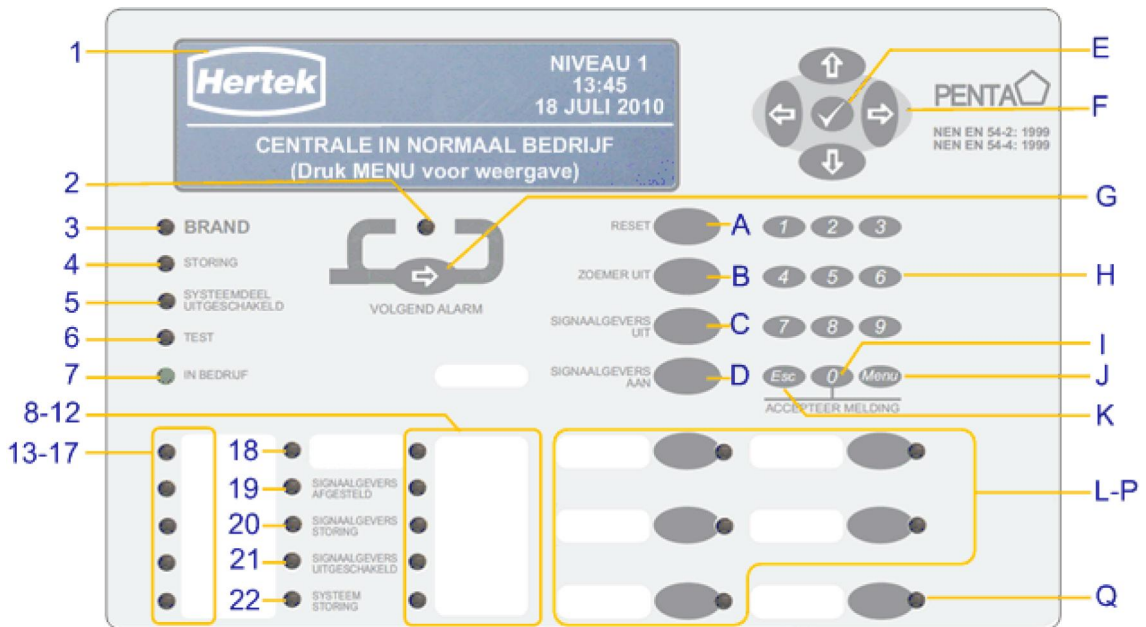 1
Hertek
NIVEAU 1
13:45
18 JULI 2010
CENTRALE IN NORMAAL BEDRIJF
(Druk MENU voor weergave)
E
F
PENTA
NEN EN 54-2: 1999
NEN EN 54-4: 1999
2
G
3 BRAND
RESET A 1 2 3
4 STORING
5 SYSTEEMDEEL
UITGESCHAKELD
VOLGEND ALARM
ZOEMER UIT B 4 5 6 H
6 TEST
SIGNAALGEVERS
UIT C 7 8 9
I
7 IN BEDRIJF
SIGNAALGEVERS
AAN D Esc 0 Menu J
ACCEPTEER MELDING
K
8-12
13-17
18
19 SIGNAALGEVERS
AFGESTELD
20 SIGNAALGEVERS
STORING
21 SIGNAALGEVERS
UITGESCHAKELD
22 SYSTEEM
STORING
L-P
Q